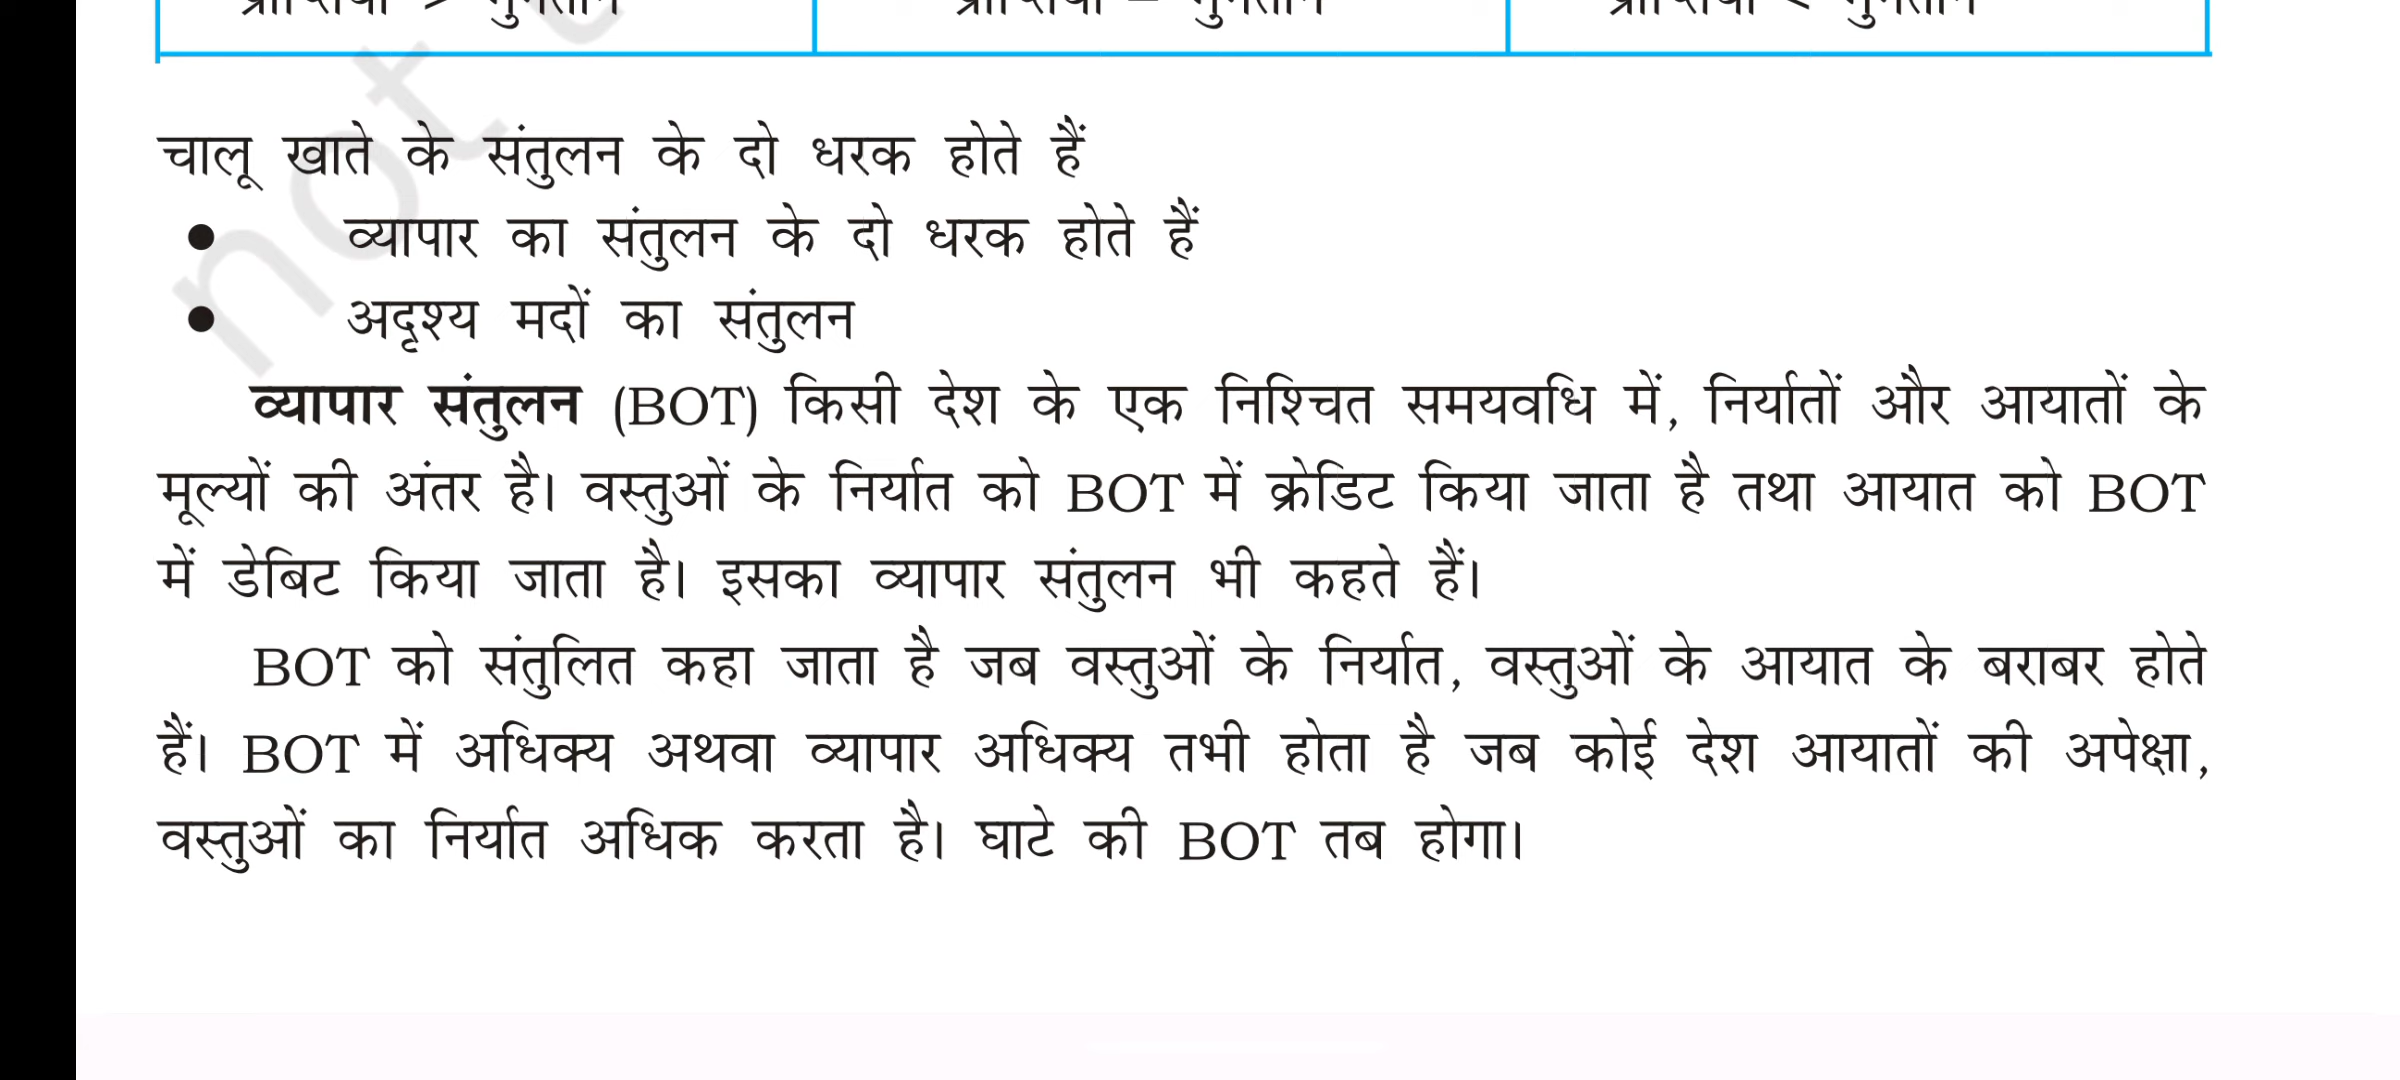 चालू खाते के संतुलन के दो धरक होते हैं
● व्यापार का संतुलन के दो धरक होते हैं
● अदृश्य मदों का संतुलन
व्यापार संतुलन (BOT) किसी देश के एक निश्चित समयवधि में, निर्यातों और आयातों के
मूल्यों की अंतर है। वस्तुओं के निर्यात को BOT में क्रेडिट किया जाता है तथा आयात को BOT
में डेबिट किया जाता है। इसका व्यापार संतुलन भी कहते हैं।
BOT को संतुलित कहा जाता है जब वस्तुओं के निर्यात, वस्तुओं के आयात के बराबर होते
हैं। BOT में अधिक्य अथवा व्यापार अधिक्य तभी होता है जब कोई देश आयातों की अपेक्षा,
वस्तुओं का निर्यात अधिक करता है। घाटे की BOT तब होगा।
not